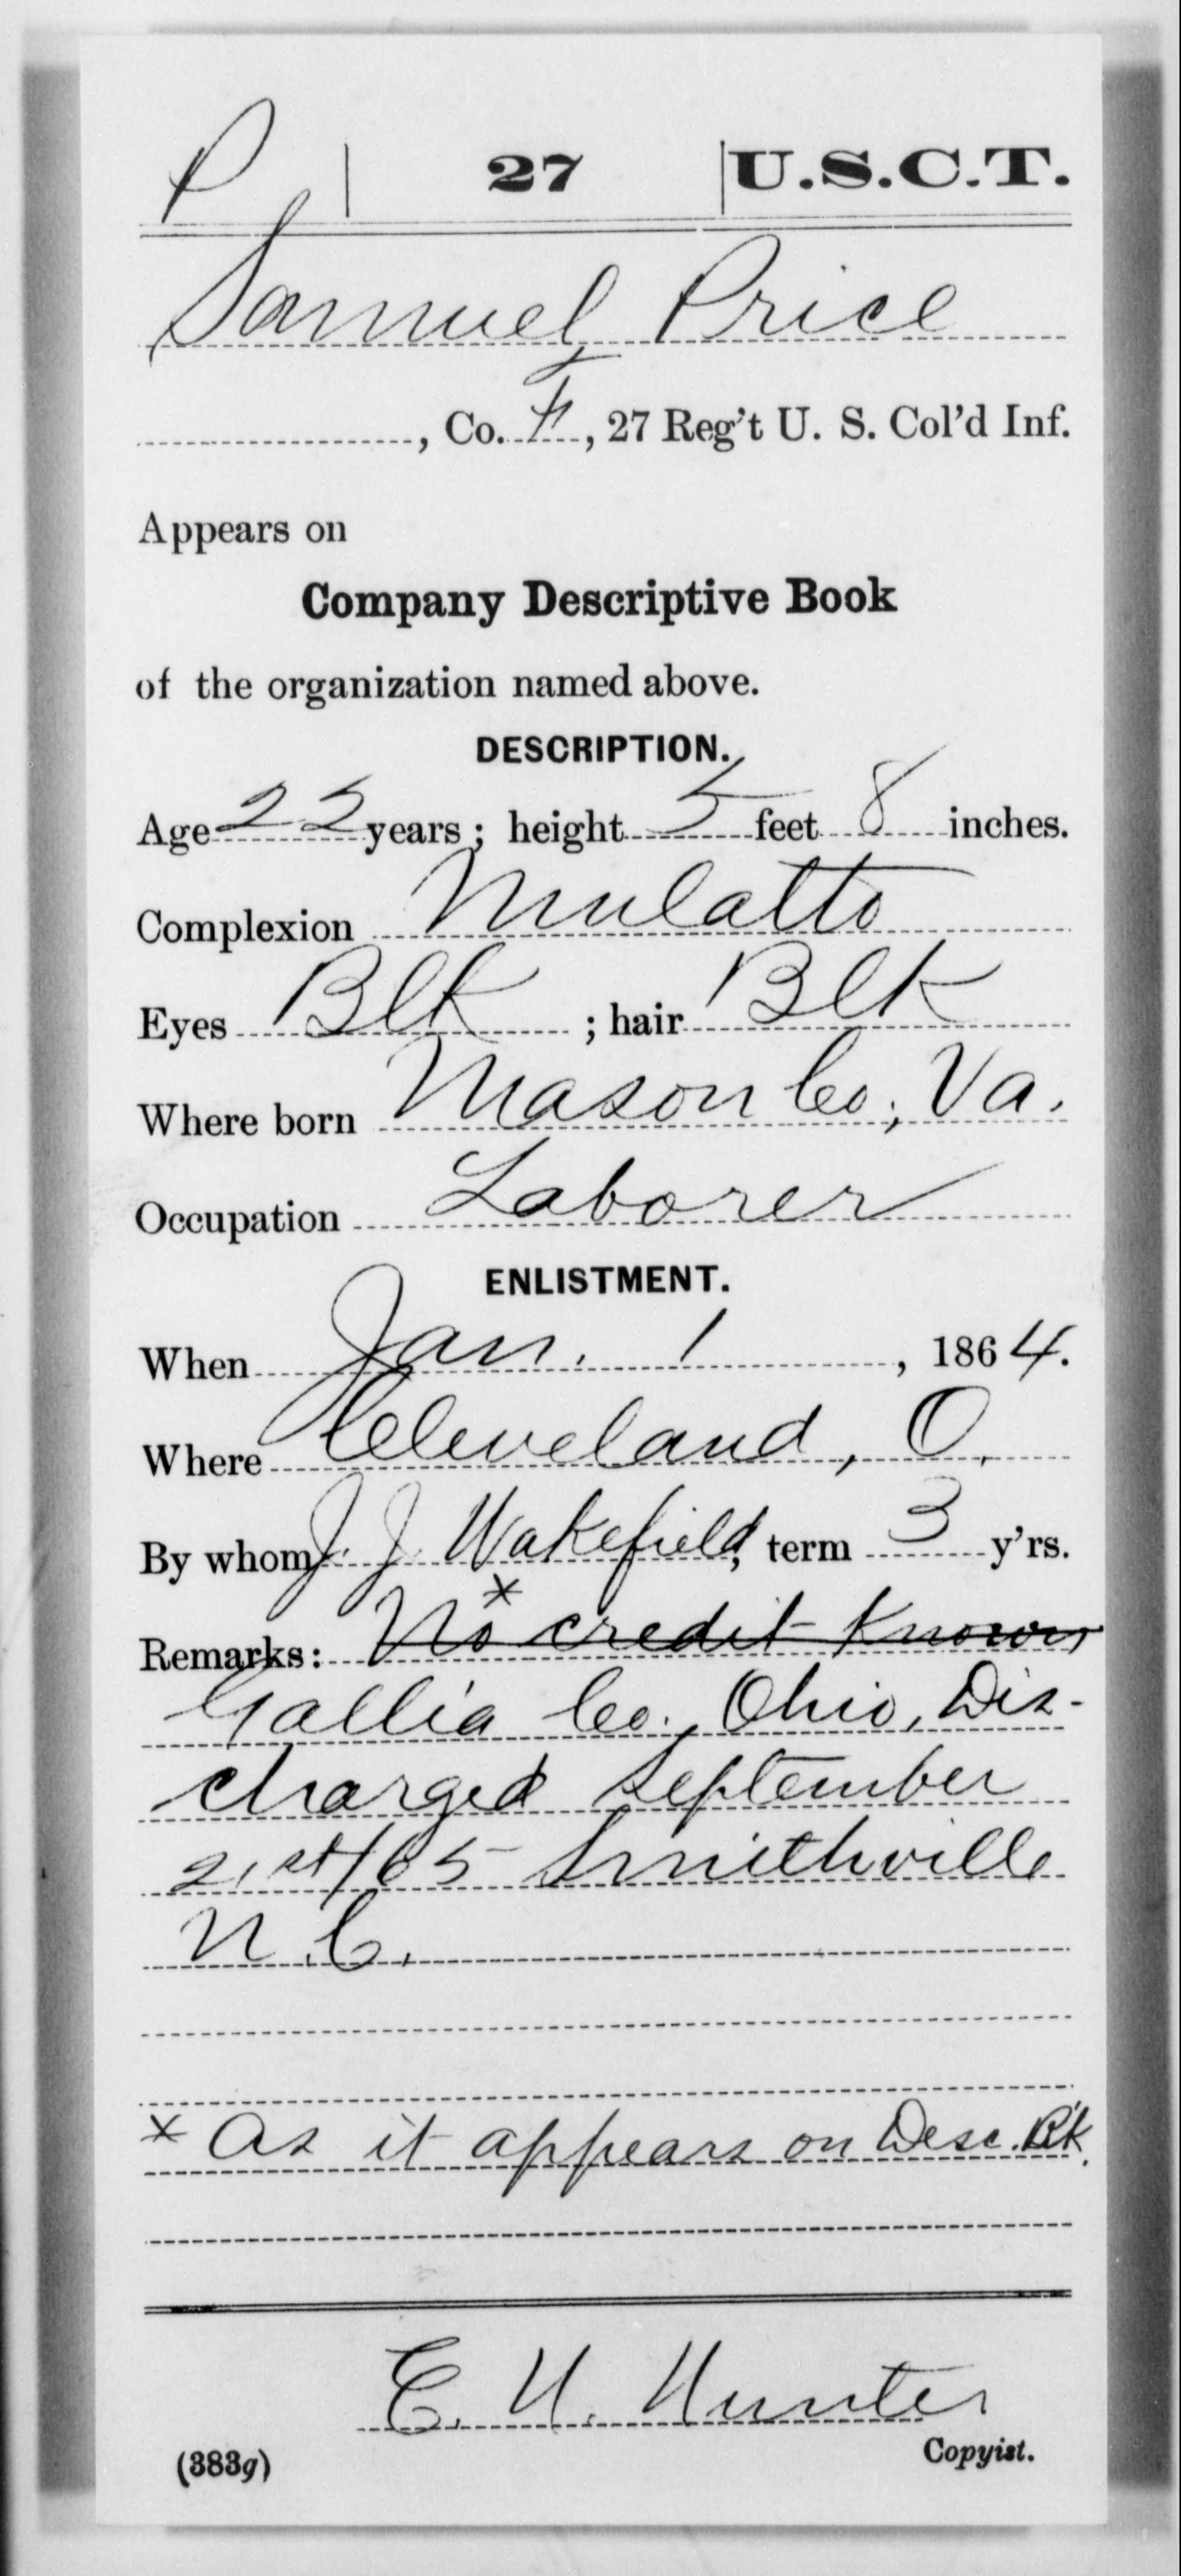 P | 27 | U.S.C.T.
Samuel Price
, Co. F, 27 Reg't U. S. Col'd Inf.
Appears on
Company Descriptive Book
of the organization named above.
DESCRIPTION.
Age 22 years; height 5 feet 8 inches.
Complexion Mulatto
Eyes Blk ; hair Blk
Where born Mason Co., Va.
Occupation Laborer
ENLISTMENT.
When Jan. 1, 1864.
Where Cleveland, O.
By whom J. J. Wakefield, term 3 y'rs.
*
Remarks: No credit Known
Gallia Co., Ohio, Dis-
charged September
21st/65 Smithville
N.C.
* As it appears on Desc. Bk.
Hunter
(383g) Copyist.